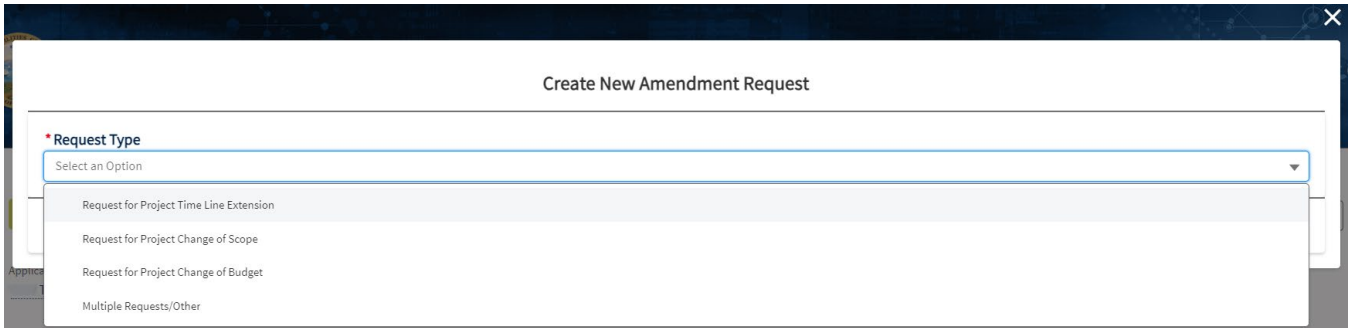 Create New Amendment Request
* Request Type
Select an Option
Request for Project Time Line Extension
Request for Project Change of Scope
Request for Project Change of Budget
Multiple Requests/Other